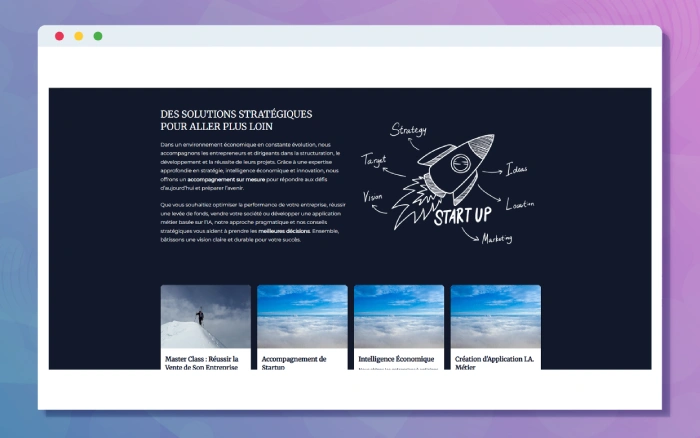 DES SOLUTIONS STRATÉGIQUES
POUR ALLER PLUS LOIN
Dans un environnement économique en constante évolution, nous
accompagnons les entrepreneurs et dirigeants dans la structuration, le
développement et la réussite de leurs projets. Grâce à une expertise
approfondie en stratégie, intelligence économique et innovation, nous
offrons un accompagnement sur mesure pour répondre aux défis
d'aujourd'hui et préparer l'avenir.
Que vous souhaitiez optimiser la performance de votre entreprise, réussir
une levée de fonds, vendre votre société ou développer une application
métier basée sur l'IA, notre approche pragmatique et nos conseils
stratégiques vous aident à prendre les meilleures décisions. Ensemble,
bâtissons une vision claire et durable pour votre succès.
Strategy
Target
Ideas
Vision
Location
START UP
Marketing
Master Class : Réussir la
Vente de Son Entreprise
Accompagnement de
Startup
Intelligence Économique
Création d'Application I.A.
Métier